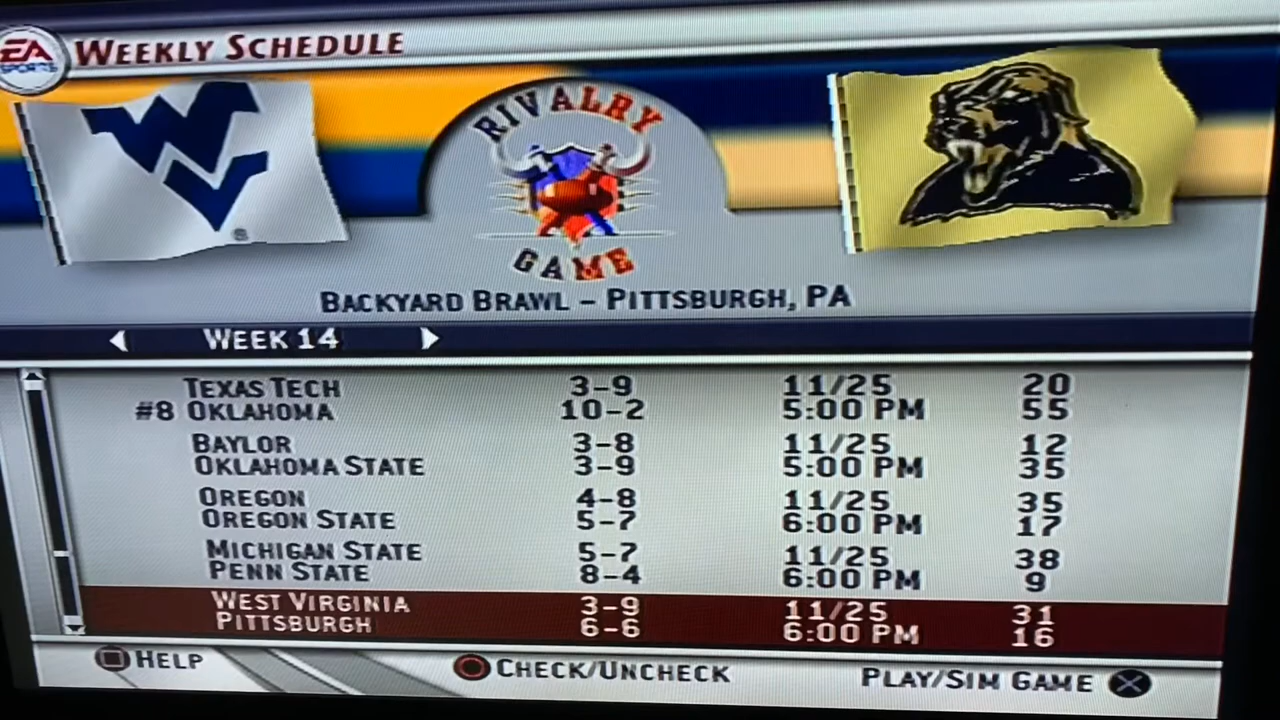 EA SPORTS
WEEKLY SCHEDULE
RIVALRY
GAME
BACKYARD BRAWL - PITTSBURGH, PA
WEEK 14
TEXAS TECH 3-9 11/25 20
#8 OKLAHOMA 10-2 5:00 PM 55
BAYLOR 3-8 11/25 12
OKLAHOMA STATE 3-9 5:00 PM 35
OREGON 4-8 11/25 35
OREGON STATE 5-7 6:00 PM 17
MICHIGAN STATE 5-7 11/25 38
PENN STATE 8-4 6:00 PM 9
WEST VIRGINIA 3-9 11/25 31
PITTSBURGH 6-6 6:00 PM 16
HELP CHECK/UNCHECK PLAY/SIM GAME